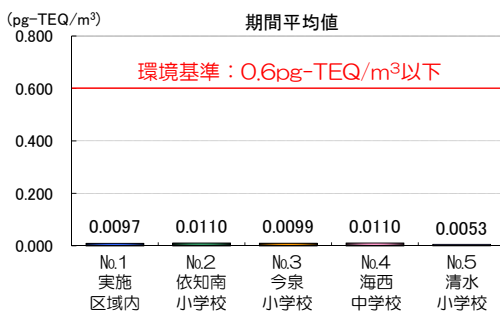 (pg-TEQ/m³)
期間平均値
0.800
環境基準：0.6pg-TEQ/m³以下
0.600
0.400
0.200
0.0097 0.0110 0.0099 0.0110 0.0053
0.000
№1 №2 №3 №4 №5
実施 依知南 今泉 海西 清水
区域内 小学校 小学校 中学校 小学校